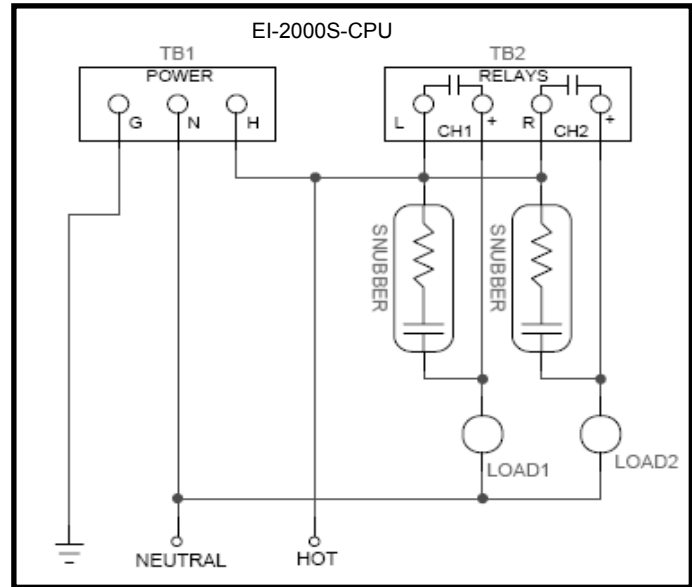 EI-2000S-CPU
TB1
TB2
POWER
RELAYS
G
N
H
L
CH1
+
R
CH2
+
SNUBBER
SNUBBER
LOAD1
LOAD2
NEUTRAL
HOT